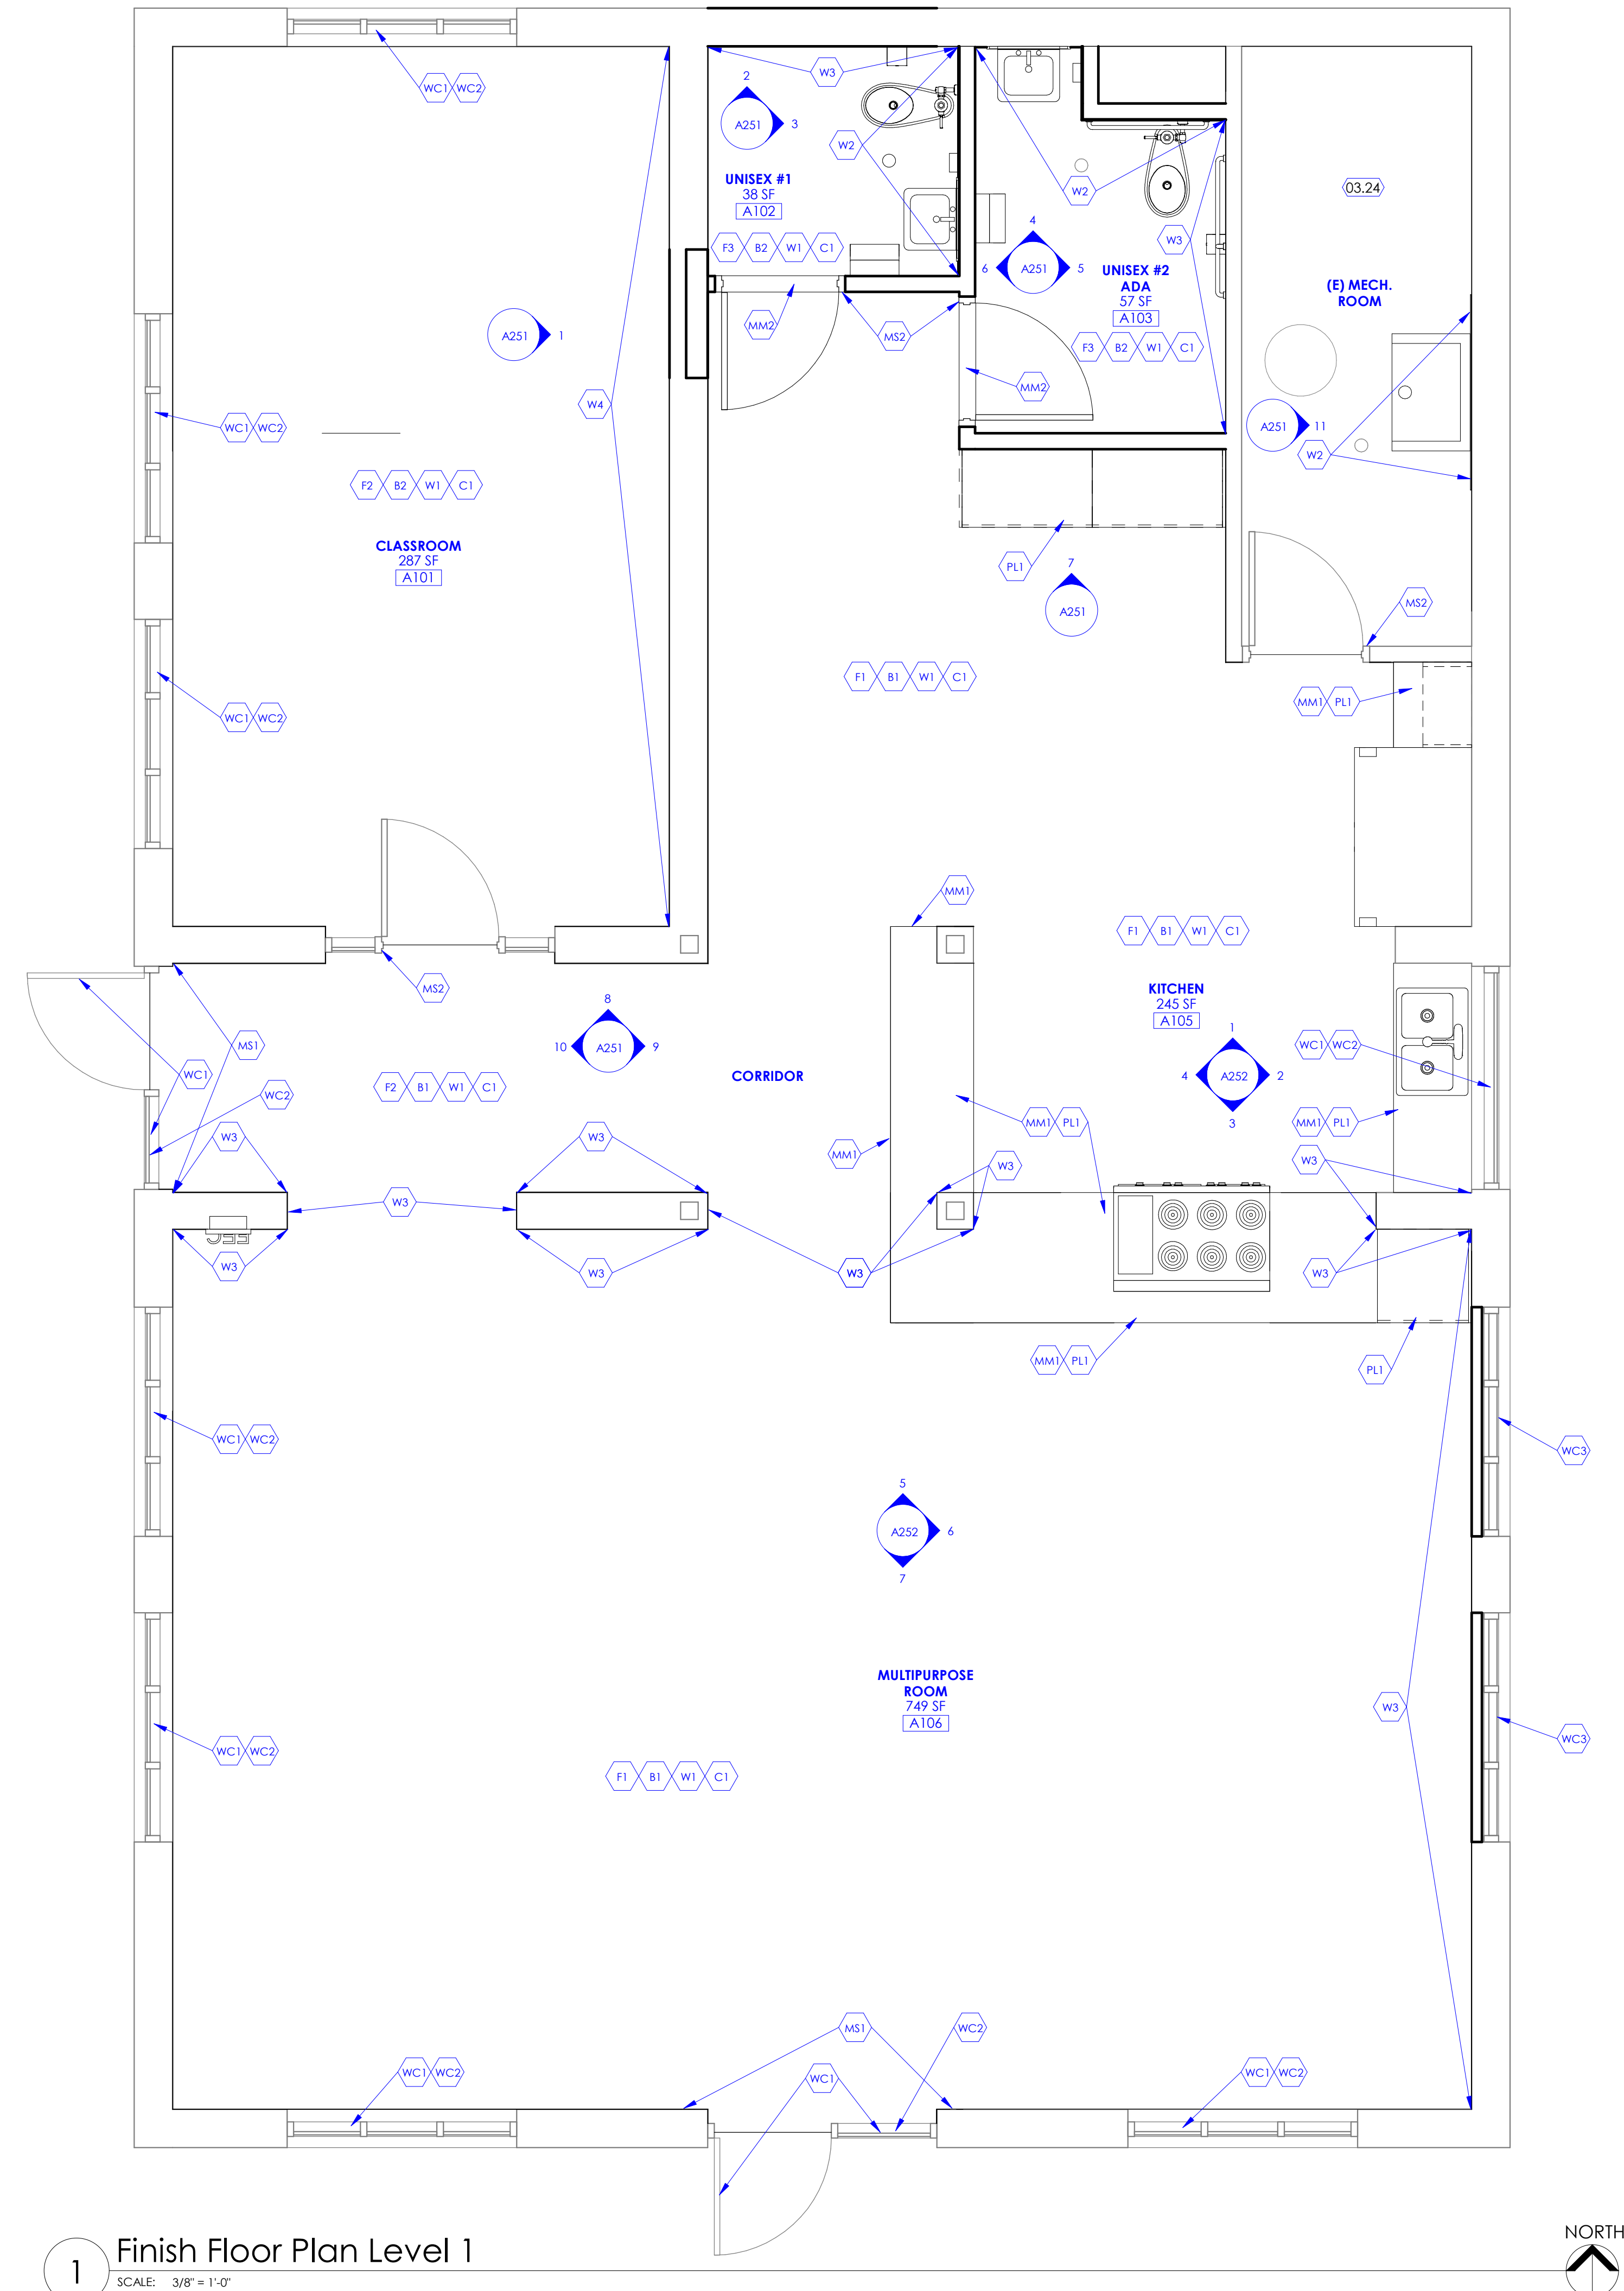 WC1 WC2
W3
2
A251 3
W2
UNISEX #1
38 SF
A102
F3 B2 W1 C1
W2
W3
4
6 A251 5
UNISEX #2
ADA
57 SF
A103
F3 B2 W1 C1
03.24
(E) MECH.
ROOM
A251 1
MM2
MS2
MM2
W4
A251 11
W2
WC1 WC2
F2 B2 W1 C1
CLASSROOM
287 SF
A101
PL1
7
A251
MS2
F1 B1 W1 C1
MM1 PL1
WC1 WC2
MM1
F1 B1 W1 C1
MS2
KITCHEN
245 SF
A105
8
10 A251 9
MS1
WC1
WC2
CORRIDOR
F2 B1 W1 C1
1
4 A252 2
3
WC1 WC2
MM1 PL1
MM1 PL1
W3
W3
MM1
W3
W3
W3
W3
W3
W3
W3
MM1 PL1
PL1
WC1 WC2
WC3
5
A252 6
7
MULTIPURPOSE
ROOM
749 SF
A106
W3
WC1 WC2
WC3
F1 B1 W1 C1
MS1
WC2
WC1 WC2
WC1
WC1 WC2
1
Finish Floor Plan Level 1
SCALE: 3/8" = 1'-0"
NORTH